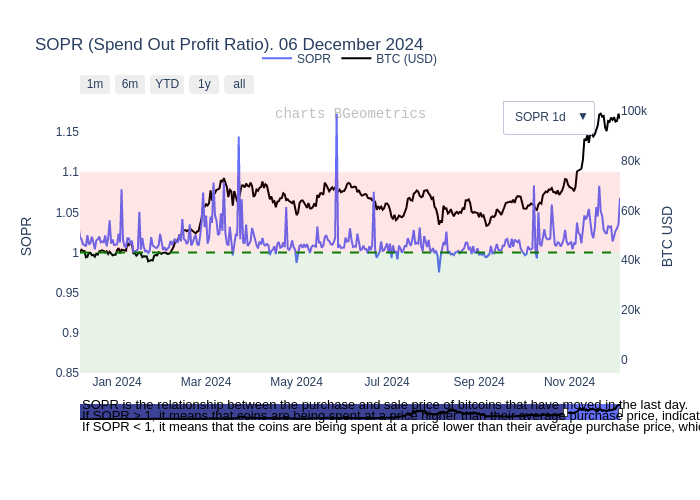 SOPR (Spend Out Profit Ratio). 06 December 2024
SOPR
BTC (USD)
1m
6m
YTD
1y
all
charts BGeometrics
SOPR 1d ▼
1.15
1.1
1.05
1
0.95
0.9
0.85
SOPR
100k
80k
60k
40k
20k
0
BTC USD
Jan 2024
Mar 2024
May 2024
Jul 2024
Sep 2024
Nov 2024
SOPR is the relationship between the purchase and sale price of bitcoins that have moved in the last day.
If SOPR > 1, it means that coins are being spent at a price higher than their average purchase price, indicat
If SOPR < 1, it means that the coins are being spent at a price lower than their average purchase price, whic